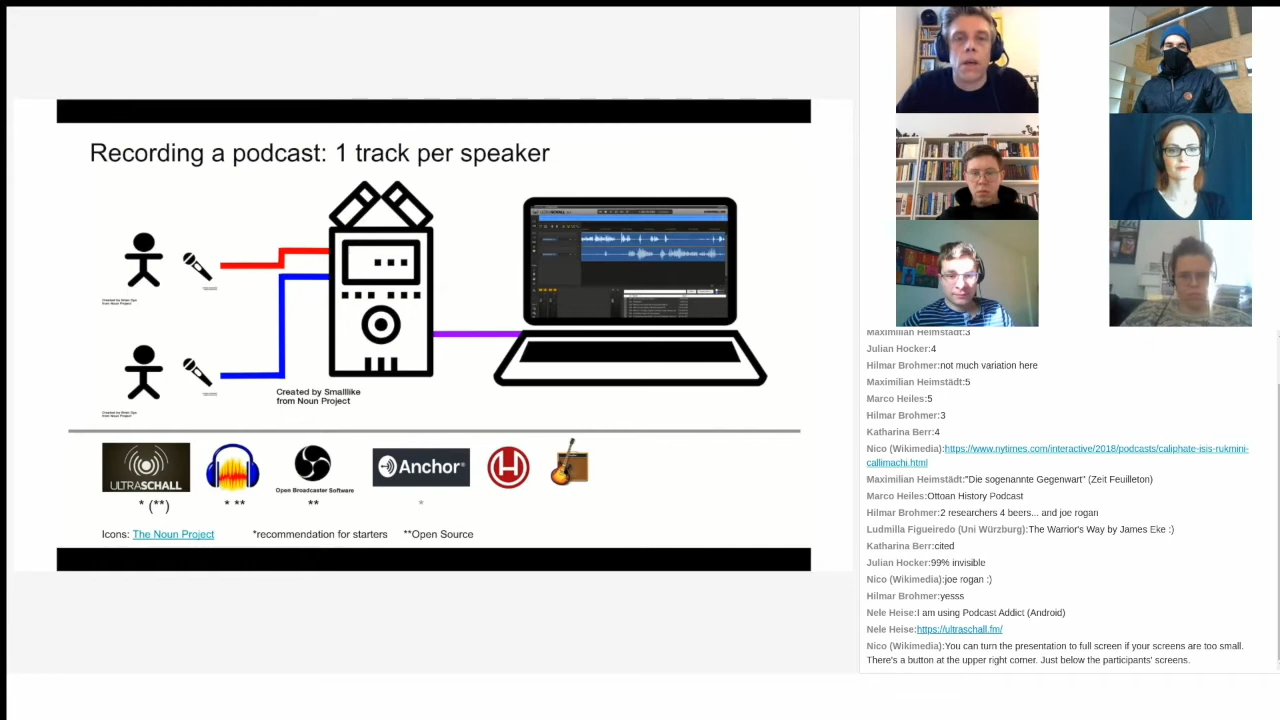 Recording a podcast: 1 track per speaker
Created by Smalllike
from Noun Project
ULTRASCHALL
Open Broadcaster Software
Anchor
H
* (**)
* **
**
*
Icons: The Noun Project
*recommendation for starters
**Open Source
Maximilian Heimstädt:3
Julian Hocker:4
Hilmar Brohmer:not much variation here
Maximilian Heimstädt:5
Marco Heiles:5
Hilmar Brohmer:3
Katharina Berr:4
Nico (Wikimedia):https://www.nytimes.com/interactive/2018/podcasts/caliphate-isis-rukmini-
callimachi.html
Maximilian Heimstädt:"Die sogenannte Gegenwart" (Zeit Feuilleton)
Marco Heiles:Ottoan History Podcast
Hilmar Brohmer:2 researchers 4 beers... and joe rogan
Ludmilla Figueiredo (Uni Würzburg):The Warrior's Way by James Eke :)
Katharina Berr:cited
Julian Hocker:99% invisible
Nico (Wikimedia):joe rogan :)
Hilmar Brohmer:yesss
Nele Heise:I am using Podcast Addict (Android)
Nele Heise:https://ultraschall.fm/
Nico (Wikimedia):You can turn the presentation to full screen if your screens are too small.
There's a button at the upper right corner. Just below the participants' screens.